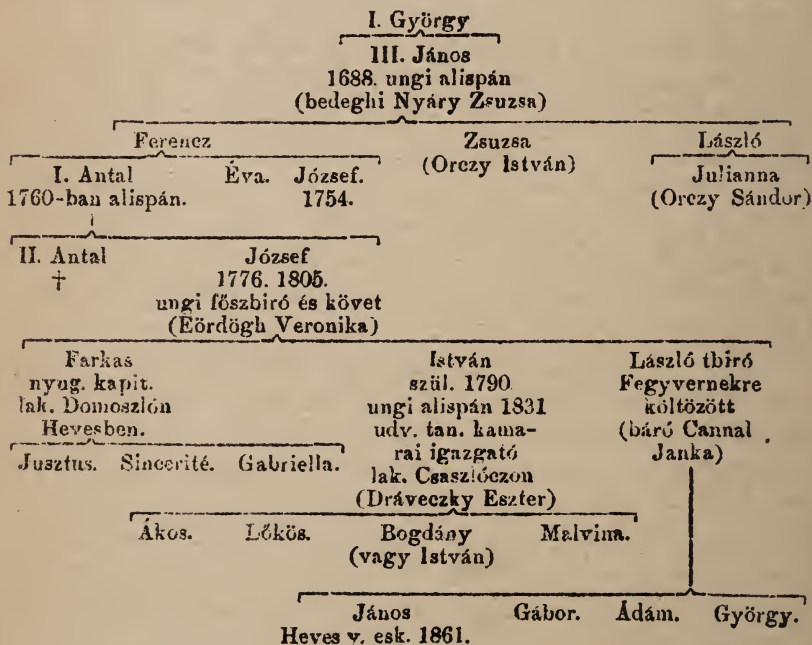 I. György
III. János
1688. ungi alispán
(bedeghi Nyáry Zsuzsa)
Ferencz Zsuzsa László
(Orczy István)
I. Antal Éva. József. Julianna
1760-ban alispán. 1754. (Orczy Sándor)
II. Antal József
† 1776. 1805.
ungi főszbiró és követ
(Eördögh Veronika)
Farkas István László tbiró
nyug. kapit. szül. 1790. Fegyvernekre
lak. Domoszlón ungi alispán 1831 költözött
Hevesben. udv. tan. kama- (báró Cannal
Jusztus. Sincerité. Gabriella. rai igazgató Janka)
lak. Csaszlóczon
(Dráveczky Eszter)
Ákos. Lőkös. Bogdány Malvina.
(vagy István)
János Gábor. Ádám. György.
Heves v. esk. 1861.